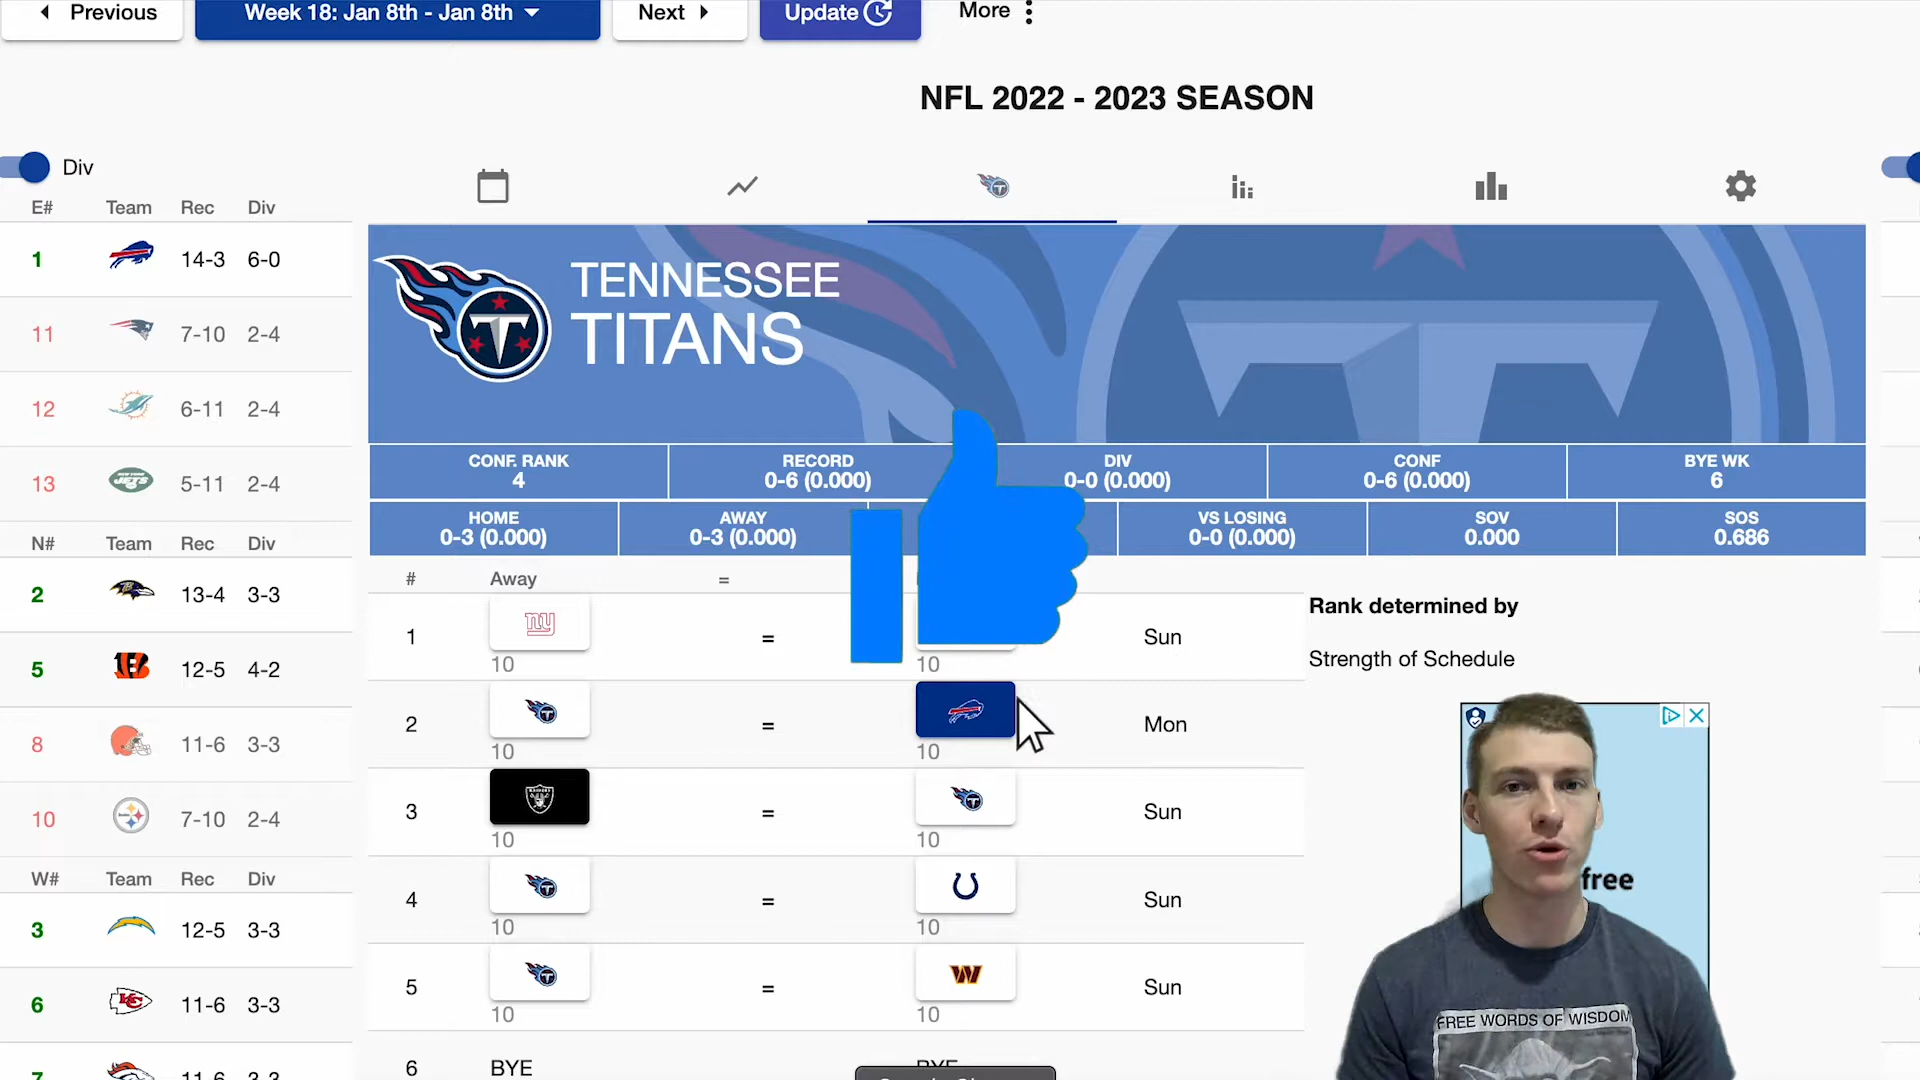 Previous
Week 18: Jan 8th - Jan 8th
Next
Update
More
NFL 2022 - 2023 SEASON
Div
E# Team Rec Div
1 14-3 6-0
11 7-10 2-4
12 6-11 2-4
13 5-11 2-4
N# Team Rec Div
2 13-4 3-3
5 12-5 4-2
8 11-6 3-3
10 7-10 2-4
W# Team Rec Div
3 12-5 3-3
6 11-6 3-3
7 11-6 3-3
TENNESSEE
TITANS
CONF. RANK
4
RECORD
0-6 (0.000)
DIV
0-0 (0.000)
CONF
0-6 (0.000)
BYE WK
6
HOME
0-3 (0.000)
AWAY
0-3 (0.000)
VS LOSING
0-0 (0.000)
SOV
0.000
SOS
0.686
# Away =
1 ny = Sun
10 10
2 = Mon
10 10
3 RAIDERS = Sun
10 10
4 = Sun
10 10
5 W = Sun
10 10
6 BYE BYE
Rank determined by
Strength of Schedule
free
FREE WORDS OF WISDOM